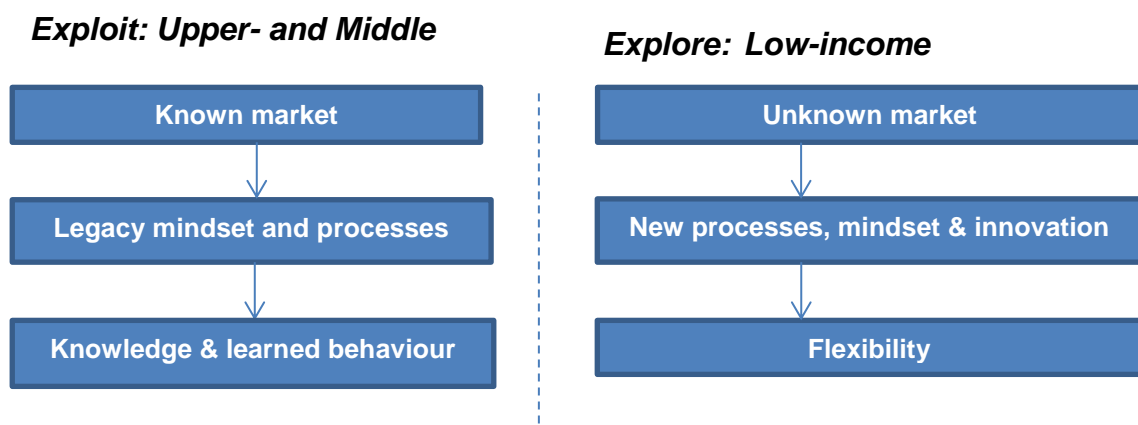 Exploit: Upper- and Middle
Known market
Legacy mindset and processes
Knowledge & learned behaviour
Explore: Low-income
Unknown market
New processes, mindset & innovation
Flexibility